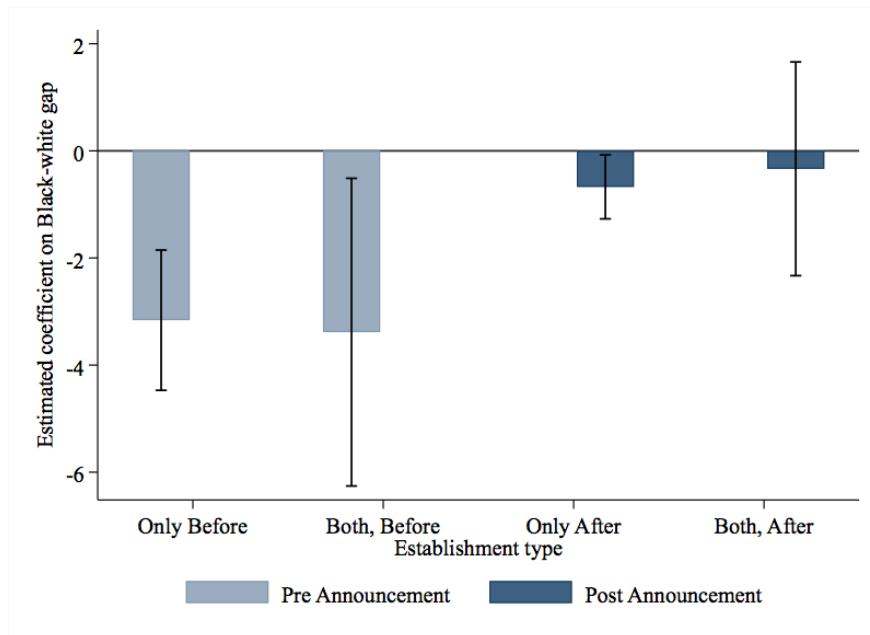 Estimated coefficient on Black-white gap
2
0
-2
-4
-6
Only Before
Both, Before
Only After
Both, After
Establishment type
Pre Announcement
Post Announcement